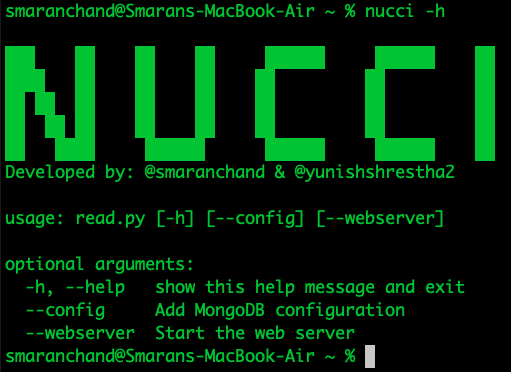 smaranchand@Smarans-MacBook-Air ~ % nucci -h
NUCCI
Developed by: @smaranchand & @yunishshrestha2
usage: read.py [-h] [--config] [--webserver]
optional arguments:
-h, --help show this help message and exit
--config Add MongoDB configuration
--webserver Start the web server
smaranchand@Smarans-MacBook-Air ~ %